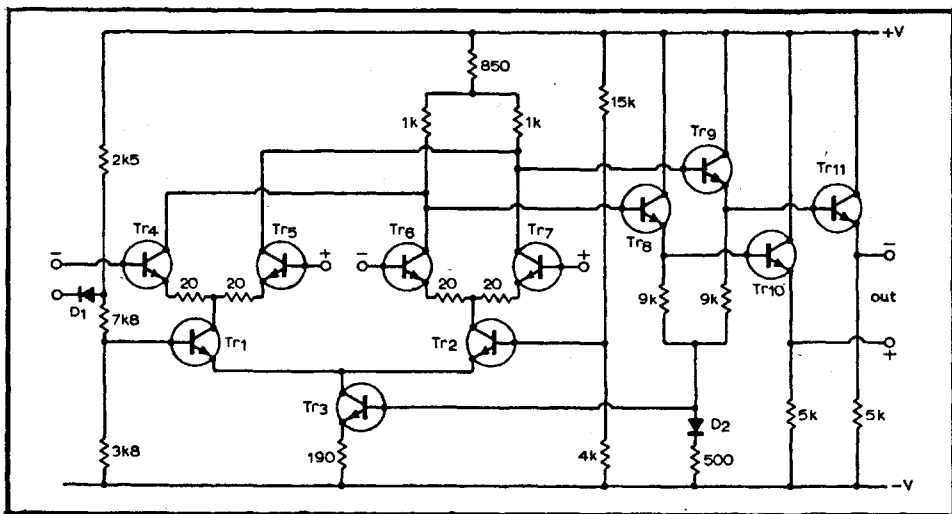 +V
850
15k
1k
1k
Tr9
2k5
Tr11
Tr4
Tr5
Tr6
Tr7
Tr8
−
+
−
+
−
20
20
20
20
9k
9k
Tr10
out
D1
7k8
Tr1
Tr2
+
Tr3
D2
3k8
190
4k
500
5k
5k
−V